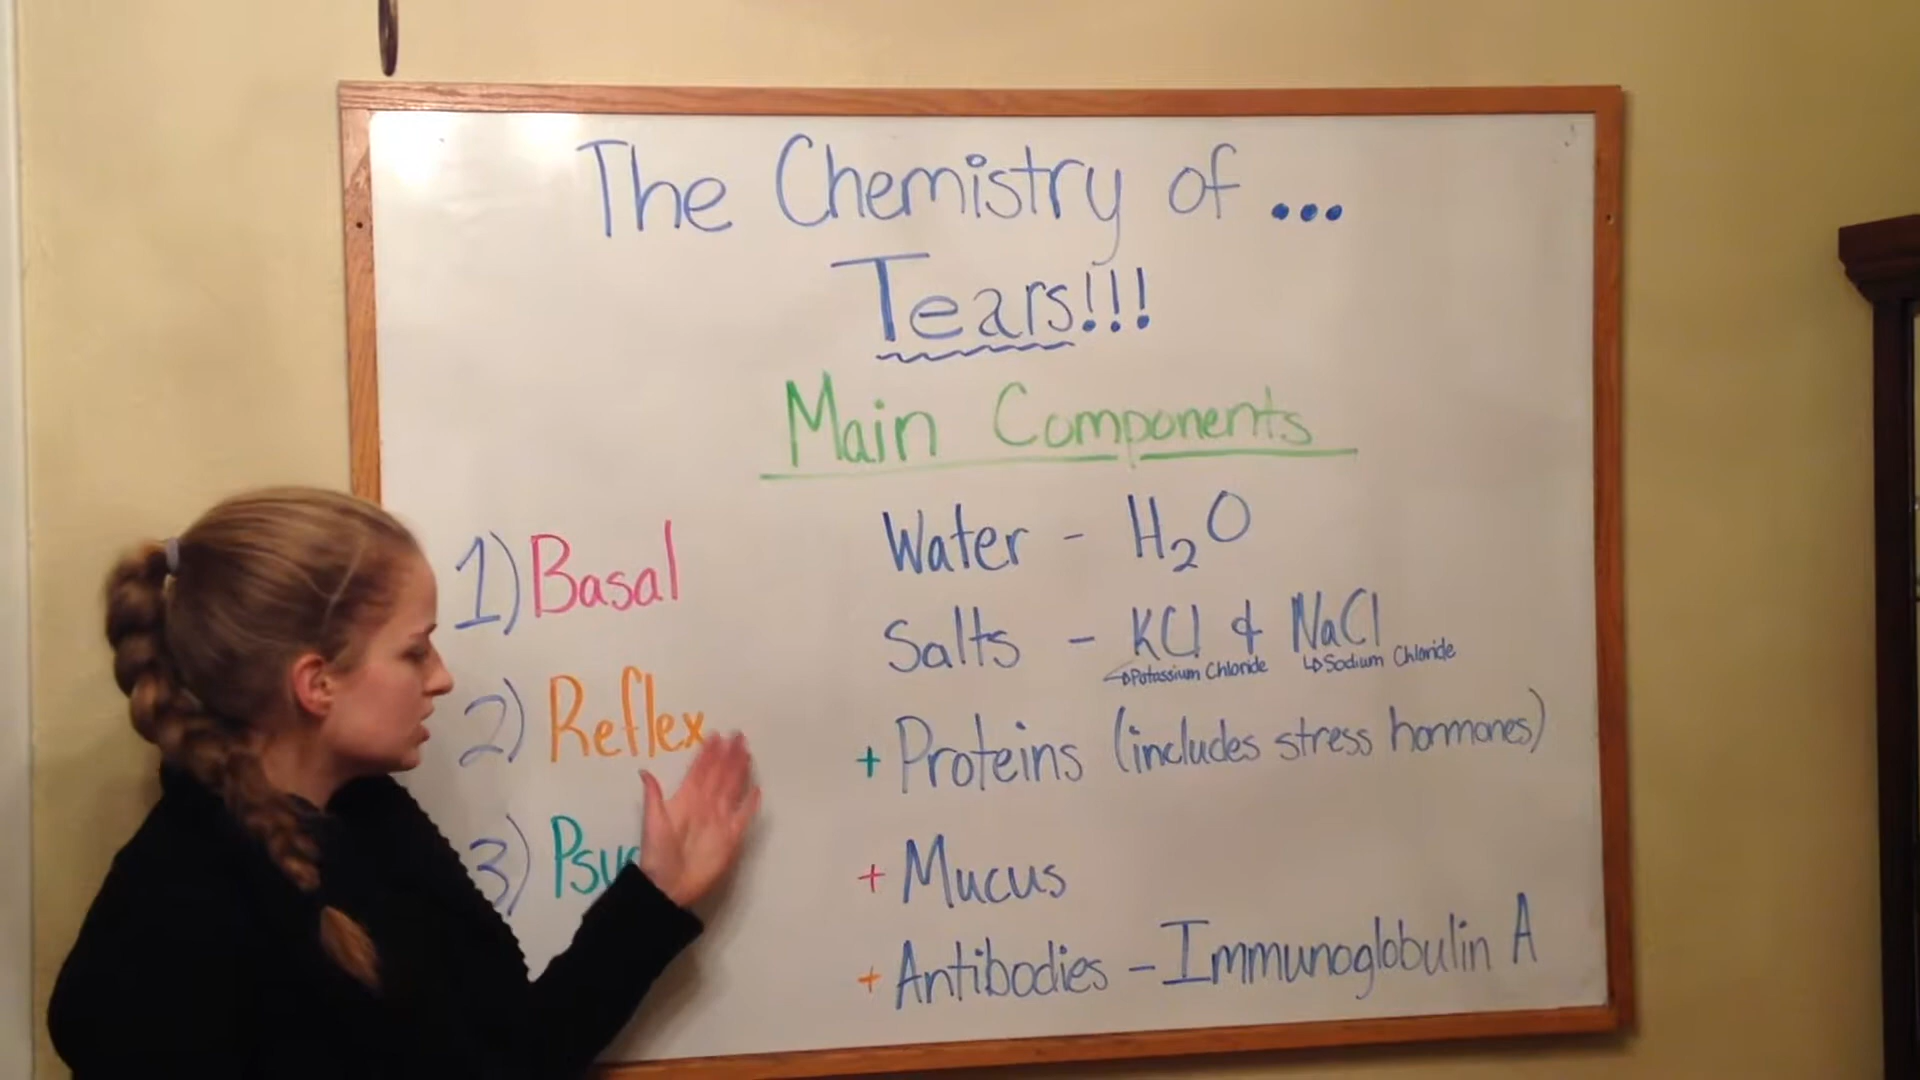 The Chemistry of ...
Tears!!!
Main Components
1) Basal
2) Reflex
3)
Water - H₂O
Salts - KCl & NaCl
↳Potassium Chloride ↳Sodium Chloride
+ Proteins (includes stress hormones)
+ Mucus
+ Antibodies - Immunoglobulin A